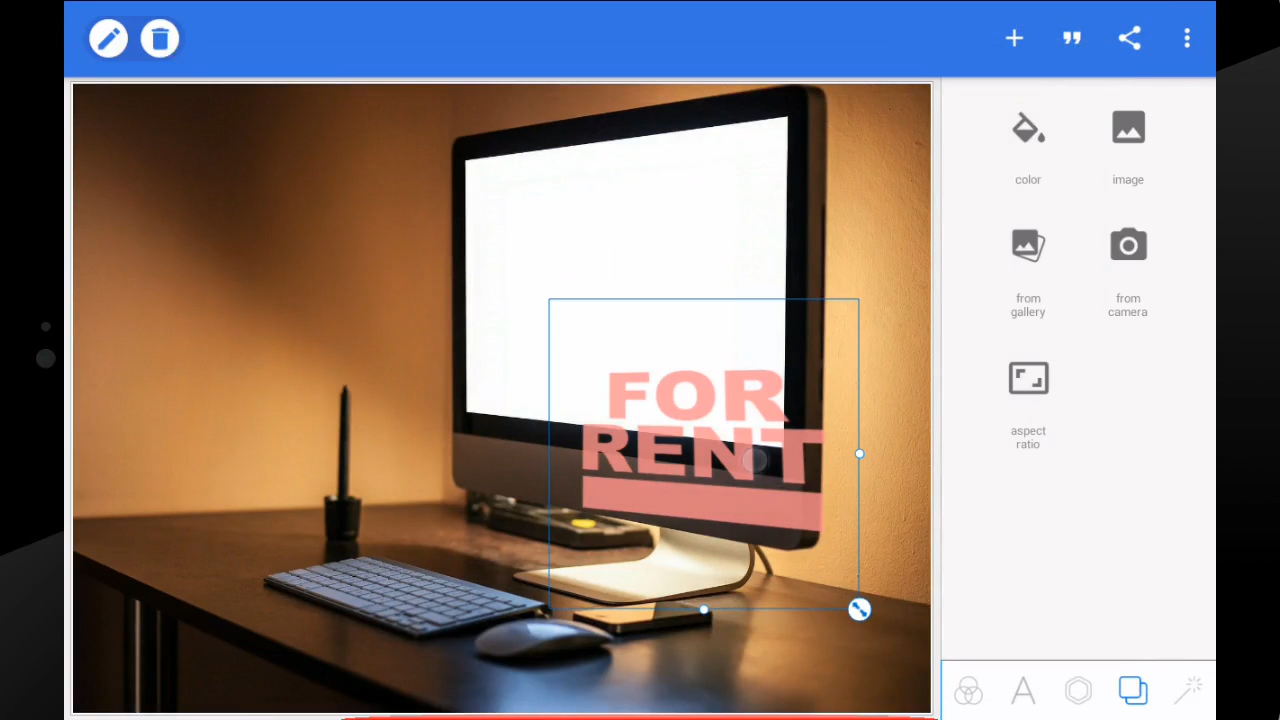 color
image
from
gallery
from
camera
aspect
ratio
FOR
RENT